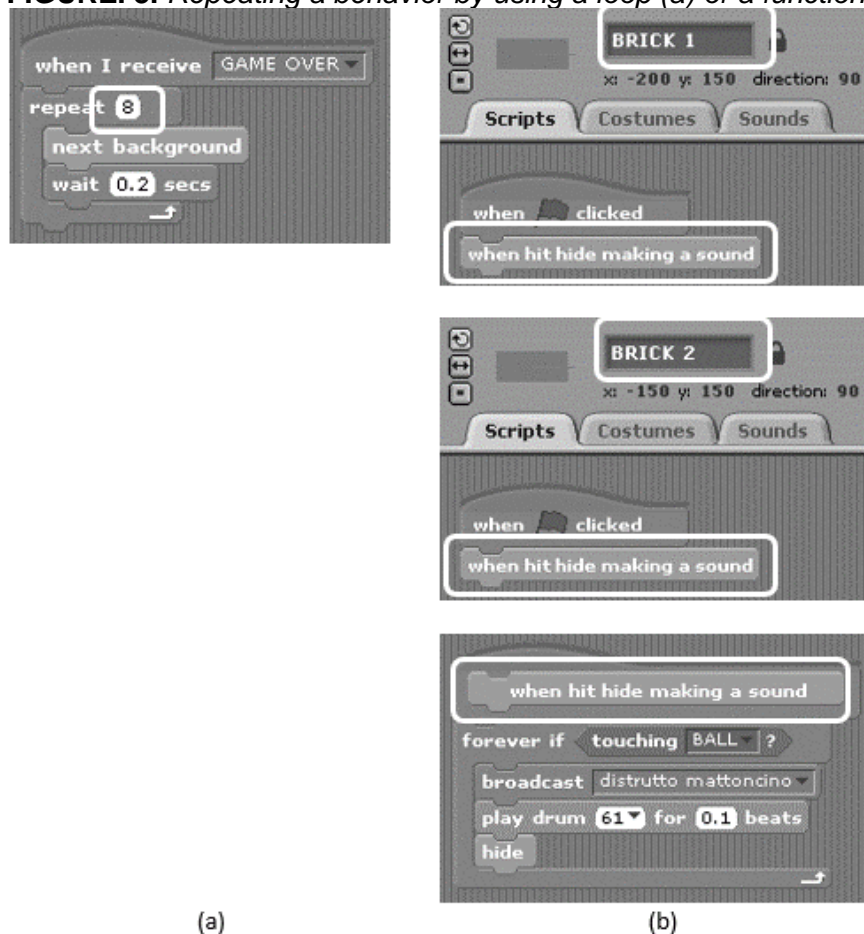 FIGURE. 3. Repeating a behavior by using a loop (a) or a function
when I receive GAME OVER
repeat 8
next background
wait 0.2 secs
(a)
BRICK 1
x: -200 y: 150 direction: 90
Scripts Costumes Sounds
when clicked
when hit hide making a sound
BRICK 2
x: -150 y: 150 direction: 90
Scripts Costumes Sounds
when clicked
when hit hide making a sound
when hit hide making a sound
forever if touching BALL ?
broadcast distrutto mattoncino
play drum 61 for 0.1 beats
hide
(b)